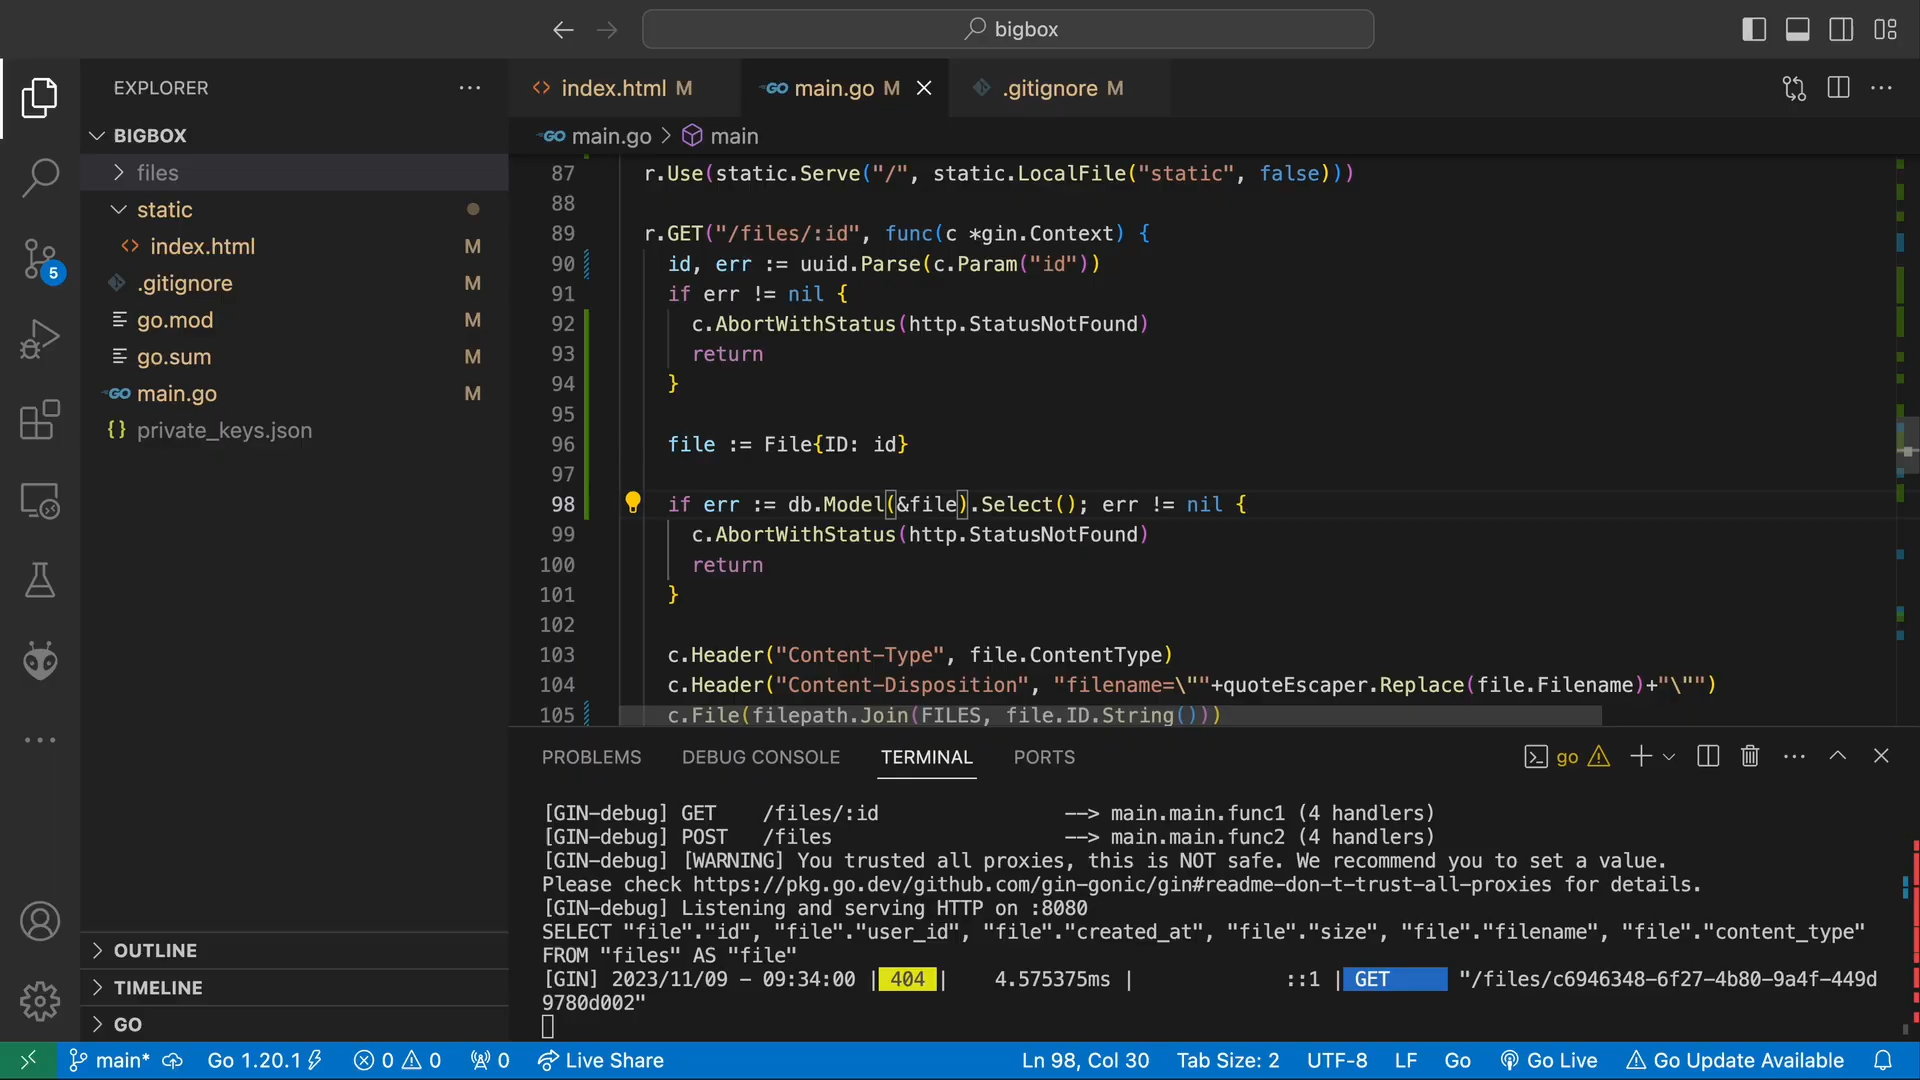 bigbox
EXPLORER
BIGBOX
files
static
index.html M
.gitignore M
go.mod M
go.sum M
main.go M
private_keys.json
OUTLINE
TIMELINE
GO
5
index.html M
main.go M
.gitignore M
main.go > main
87 r.Use(static.Serve("/", static.LocalFile("static", false)))
88
89 r.GET("/files/:id", func(c *gin.Context) {
90 id, err := uuid.Parse(c.Param("id"))
91 if err != nil {
92 c.AbortWithStatus(http.StatusNotFound)
93 return
94 }
95
96 file := File{ID: id}
97
98 if err := db.Model(&file).Select(); err != nil {
99 c.AbortWithStatus(http.StatusNotFound)
100 return
101 }
102
103 c.Header("Content-Type", file.ContentType)
104 c.Header("Content-Disposition", "filename=\""+quoteEscaper.Replace(file.Filename)+"\"")
105 c.File(filepath.Join(FILES, file.ID.String()))
PROBLEMS DEBUG CONSOLE TERMINAL PORTS
go
[GIN-debug] GET /files/:id --> main.main.func1 (4 handlers)
[GIN-debug] POST /files --> main.main.func2 (4 handlers)
[GIN-debug] [WARNING] You trusted all proxies, this is NOT safe. We recommend you to set a value.
Please check https://pkg.go.dev/github.com/gin-gonic/gin#readme-don-t-trust-all-proxies for details.
[GIN-debug] Listening and serving HTTP on :8080
SELECT "file"."id", "file"."user_id", "file"."created_at", "file"."size", "file"."filename", "file"."content_type"
FROM "files" AS "file"
[GIN] 2023/11/09 - 09:34:00 | 404 | 4.575375ms | ::1 | GET "/files/c6946348-6f27-4b80-9a4f-449d
9780d002"
main* Go 1.20.1 0 0 0 Live Share Ln 98, Col 30 Tab Size: 2 UTF-8 LF Go Go Live Go Update Available